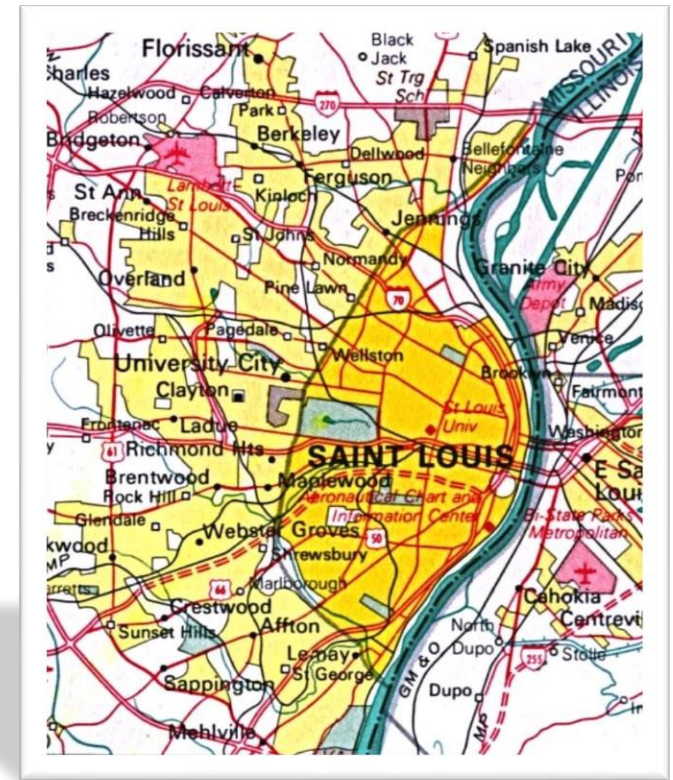 Florissant
Black
Jack
Spanish Lake
St Trg
Sch
MISSOURI
ILLINOIS
Charles
Hazelwood
Calverton
Park
270
Robertson
Bridgeton
Berkeley
Dellwood
Bellefontaine
Neighbors
Ferguson
St Ann
Lambert-
St Louis
Kinloch
Breckenridge
Hills
Jennings
St Johns
Normandy
Granite City
Overland
Pine Lawn
Army
Depot
70
Olivette
Pagedale
Venice
Wellston
University City
Brooklyn
Clayton
Fairmont
St Louis
Univ
Frontenac
Ladue
Washington
61
Richmond Hts
SAINT LOUIS
Brentwood
Maplewood
Rock Hill
Aeronautical Chart and
Information Center
Bi-State Parks
Metropolitan
Glendale
Webster Groves
50
kwood
Shrewsbury
MP
66
Marlborough
Cahokia
Crestwood
North
Dupo
Sunset Hills
Affton
Lemay
255
Stolle
St George
GM & O
Sappington
Dupo
MP
Mehlville